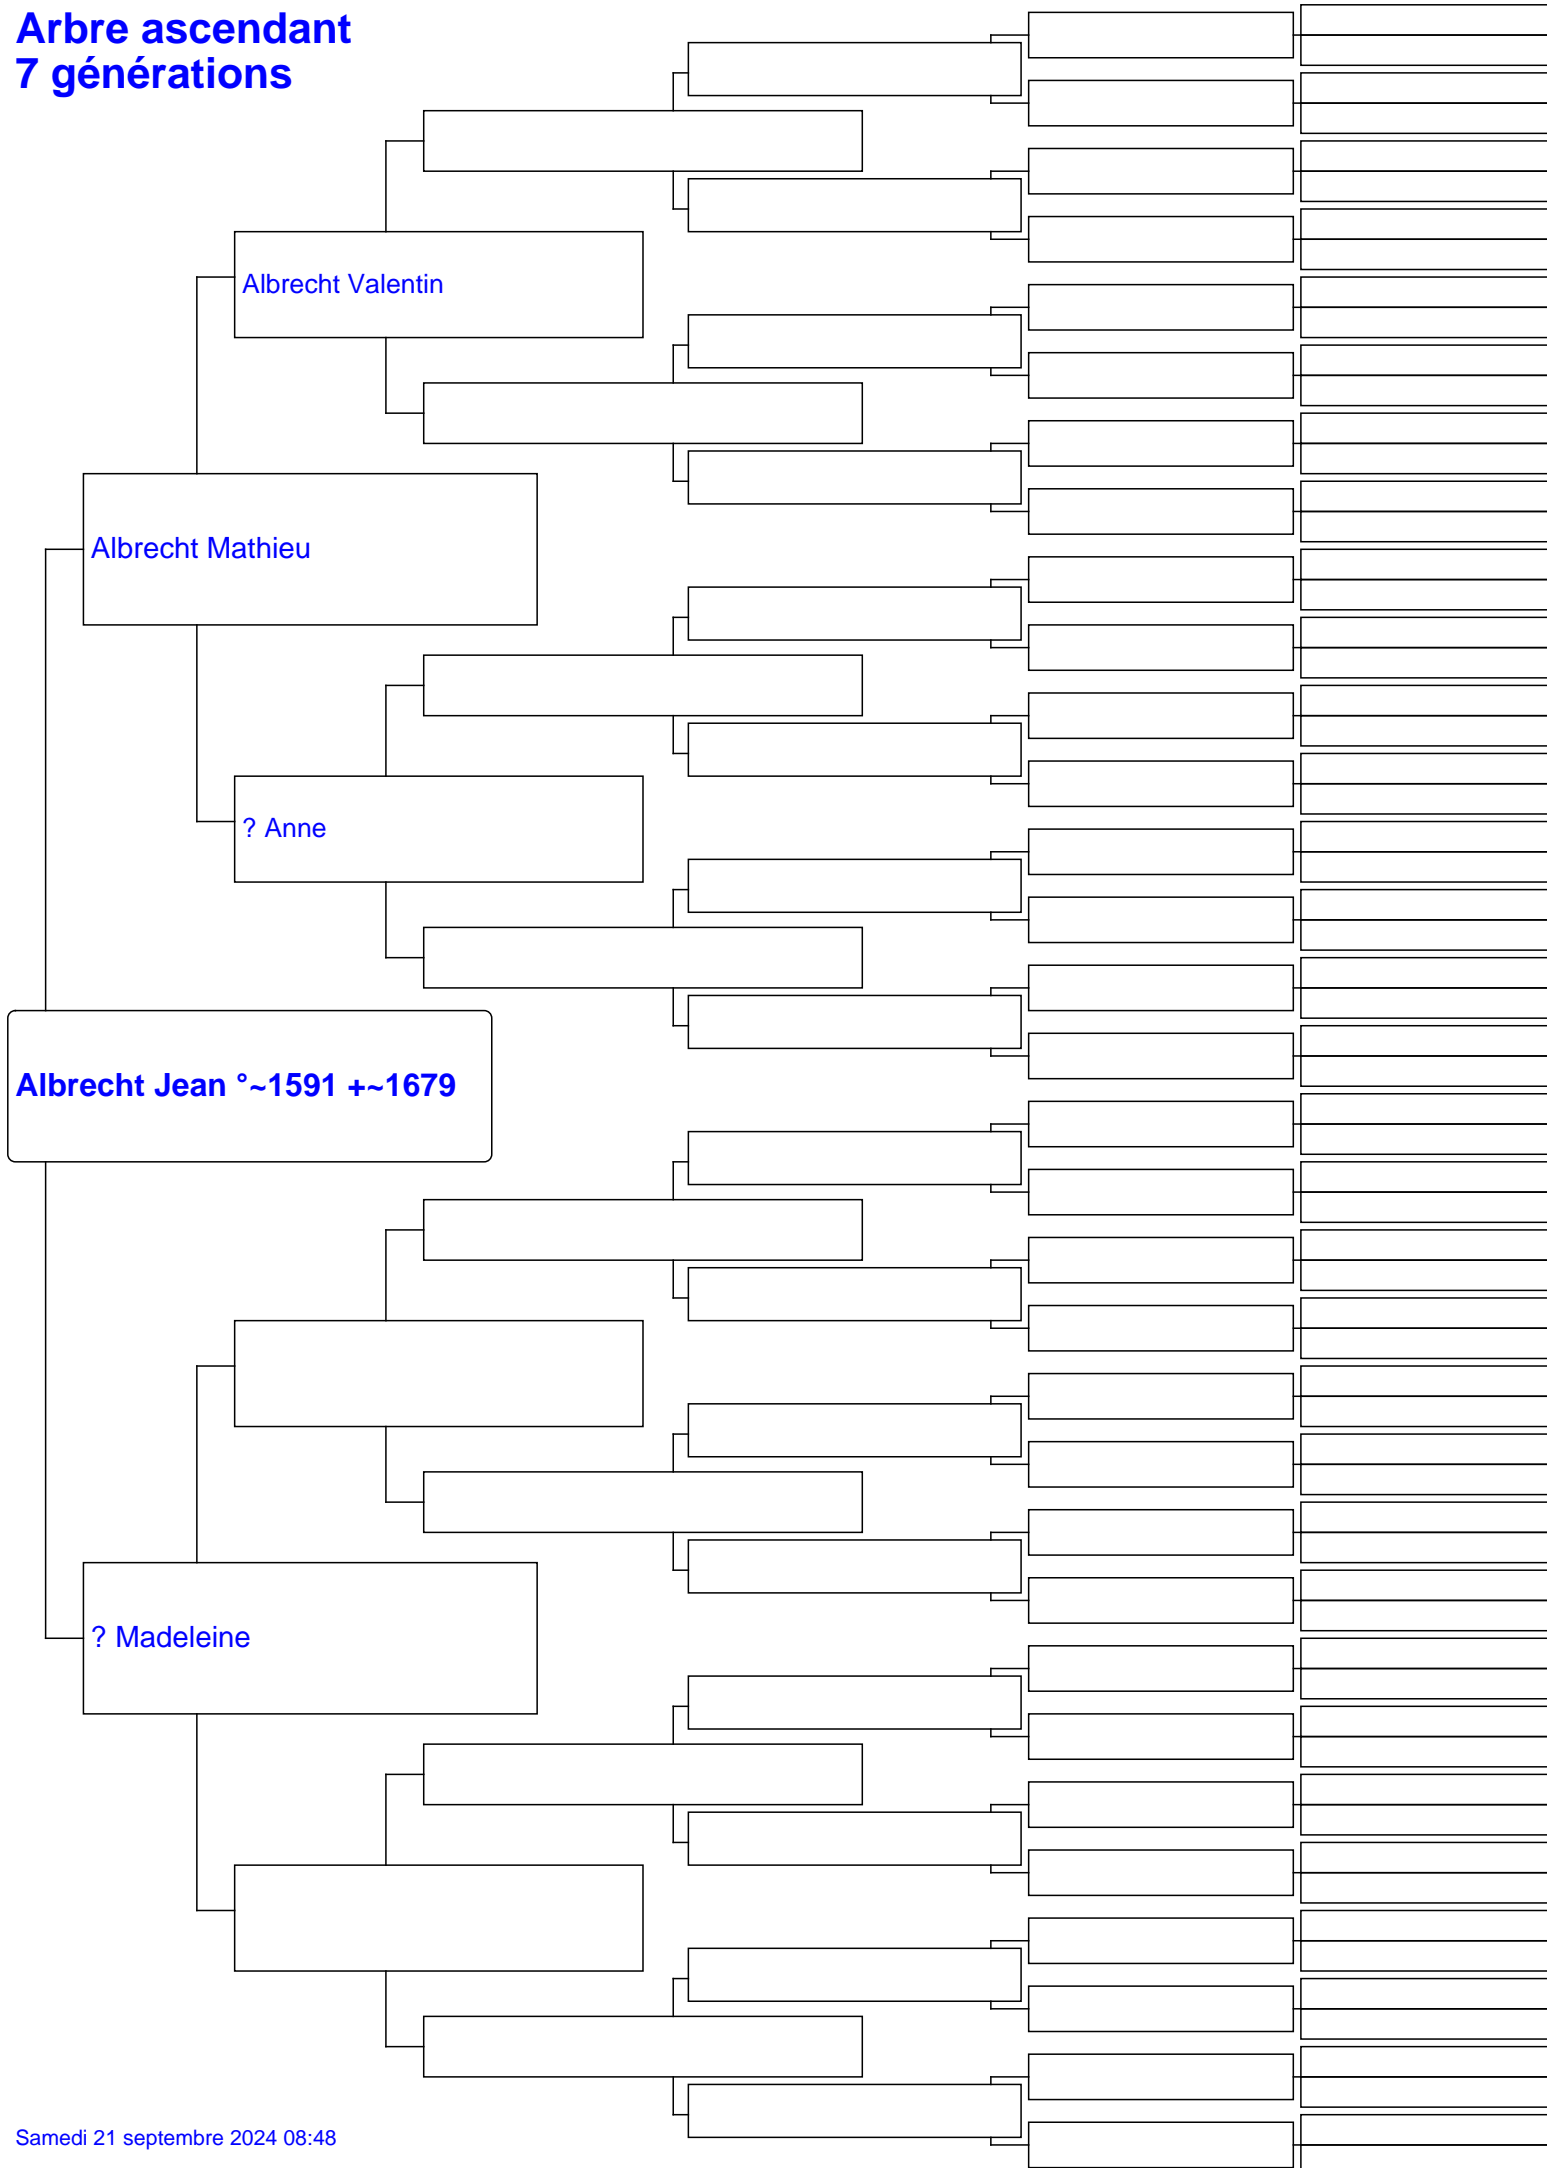 Arbre ascendant
7 générations
Albrecht Valentin
Albrecht Mathieu
? Anne
Albrecht Jean °~1591 +~1679
? Madeleine
Samedi 21 septembre 2024 08:48